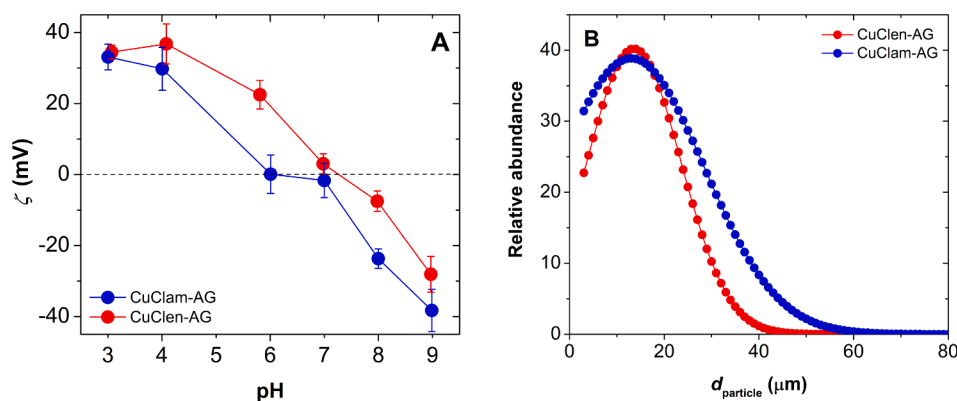 A
40
20
0
-20
-40
ζ (mV)
CuClam-AG
CuClen-AG
3 4 5 6 7 8 9
pH
B
CuClen-AG
CuClam-AG
40
30
20
10
0
Relative abundance
0 20 40 60 80
dparticle (μm)